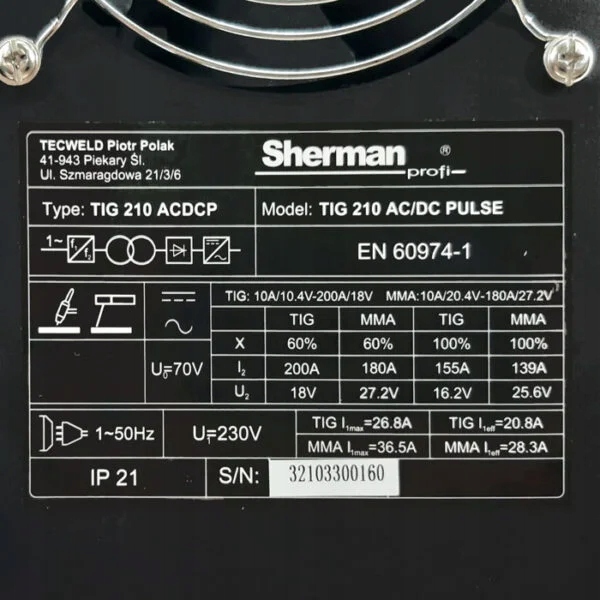 TECWELD Piotr Polak
41-943 Piekary Śl.
Ul. Szmaragdowa 21/3/6
Sherman ®
profi
Type: TIG 210 ACDCP
Model: TIG 210 AC/DC PULSE
1~ f₁ f₂
EN 60974-1
TIG: 10A/10.4V-200A/18V MMA:10A/20.4V-180A/27.2V
TIG MMA TIG MMA
X 60% 60% 100% 100%
U₀=70V
I₂ 200A 180A 155A 139A
U₂ 18V 27.2V 16.2V 25.6V
1~50Hz
U₁=230V
TIG I₁max=26.8A TIG I₁eff=20.8A
MMA I₁max=36.5A MMA I₁eff=28.3A
IP 21
S/N: 32103300160